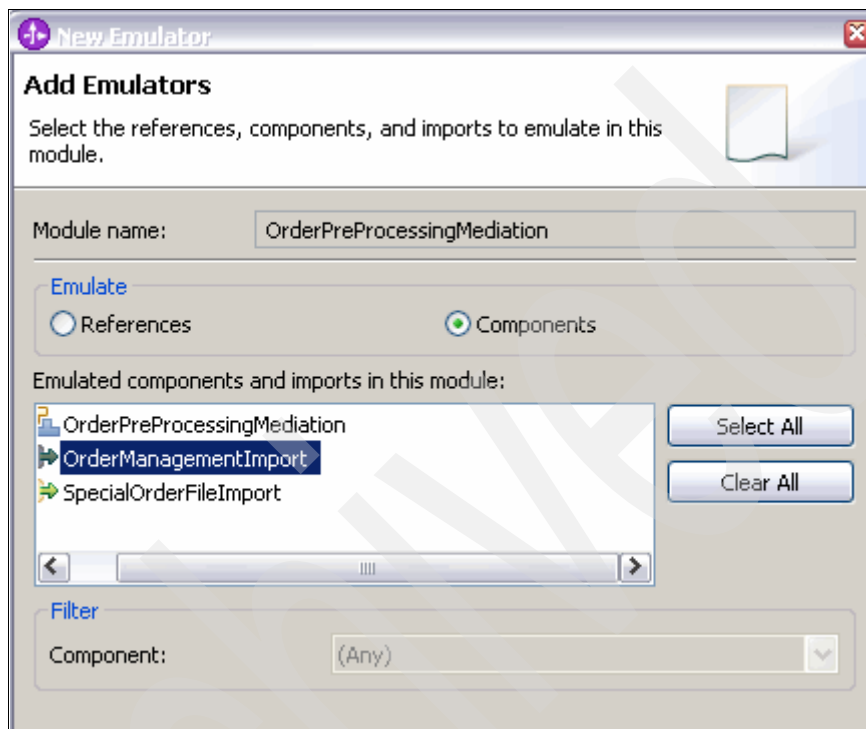 New Emulator
Add Emulators
Select the references, components, and imports to emulate in this
module.
Module name: OrderPreProcessingMediation
Emulate
References Components
Emulated components and imports in this module:
OrderPreProcessingMediation Select All
OrderManagementImport
SpecialOrderFileImport Clear All
Filter
Component: (Any)